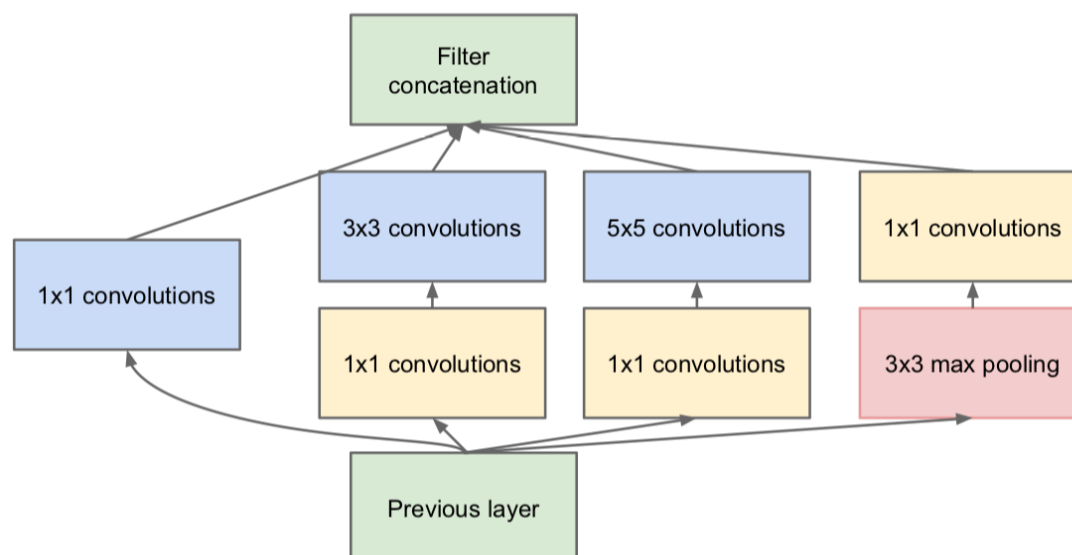 Filter
concatenation
3x3 convolutions
5x5 convolutions
1x1 convolutions
1x1 convolutions
1x1 convolutions
1x1 convolutions
3x3 max pooling
Previous layer